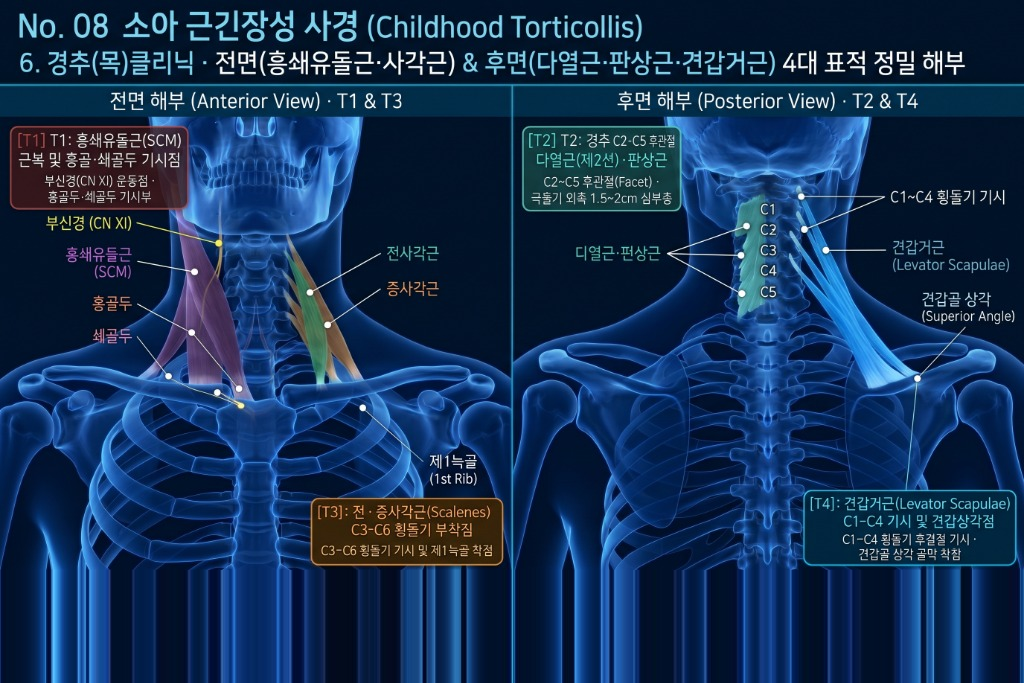 No. 08 소아 근긴장성 사경 (Childhood Torticollis)
6. 경추(목)클리닉 · 전면(흉쇄유돌근·사각근) & 후면(다열근·판상근·견갑거근) 4대 표적 정밀 해부
전면 해부 (Anterior View) · T1 & T3
[T1] T1: 흉쇄유돌근(SCM)
근복 및 흉골·쇄골두 기시점
부신경(CN XI) 운동점 ·
흉골두·쇄골두 기시부
부신경 (CN XI)
흉쇄유들근
(SCM)
흉골두
쇄골두
전사각근
증사각근
제1늑골
(1st Rib)
[T3]: 전 · 증사각근(Scalenes)
C3-C6 횡돌기 부착짐
C3-C6 횡돌기 기시 및 제1늑골 착점
후면 해부 (Posterior View) · T2 & T4
[T2] T2: 경추 C2-C5 후관절
다열근(제2선) · 판상근
C2~C5 후관절(Facet) ·
극돌기 외측 1.5~2cm 심부층
C1
C2
C3
C4
C5
디열근·펀상근
C1~C4 횡돌기 기시
견갑거근
(Levator Scapulae)
견갑골 상각
(Superior Angle)
[T4]: 견갑거근(Levator Scapulae)
C1-C4 기시 및 견갑상각점
C1-C4 횡돌기 후결절 기시 ·
견갑골 상각 골막 착참